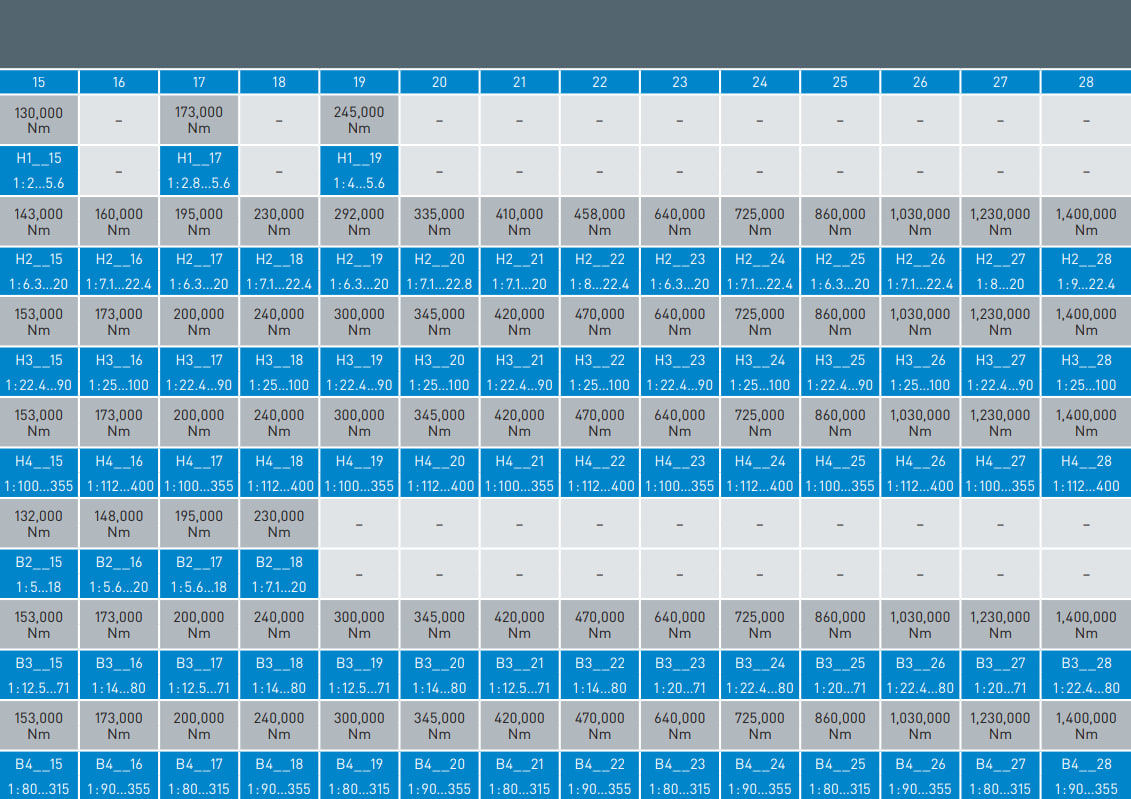 15 16 17 18 19 20 21 22 23 24 25 26 27 28
130,000 – 173,000 – 245,000 – – – – – – – – –
Nm Nm Nm
H1__15 – H1__17 – H1__19 – – – – – – – – –
1:2...5.6 1:2.8...5.6 1:4...5.6
143,000 160,000 195,000 230,000 292,000 335,000 410,000 458,000 640,000 725,000 860,000 1,030,000 1,230,000 1,400,000
Nm Nm Nm Nm Nm Nm Nm Nm Nm Nm Nm Nm Nm Nm
H2__15 H2__16 H2__17 H2__18 H2__19 H2__20 H2__21 H2__22 H2__23 H2__24 H2__25 H2__26 H2__27 H2__28
1:6.3...20 1:7.1...22.4 1:6.3...20 1:7.1...22.4 1:6.3...20 1:7.1...22.8 1:7.1...20 1:8...22.4 1:6.3...20 1:7.1...22.4 1:6.3...20 1:7.1...22.4 1:8...20 1:9...22.4
153,000 173,000 200,000 240,000 300,000 345,000 420,000 470,000 640,000 725,000 860,000 1,030,000 1,230,000 1,400,000
Nm Nm Nm Nm Nm Nm Nm Nm Nm Nm Nm Nm Nm Nm
H3__15 H3__16 H3__17 H3__18 H3__19 H3__20 H3__21 H3__22 H3__23 H3__24 H3__25 H3__26 H3__27 H3__28
1:22.4...90 1:25...100 1:22.4...90 1:25...100 1:22.4...90 1:25...100 1:22.4...90 1:25...100 1:22.4...90 1:25...100 1:22.4...90 1:25...100 1:22.4...90 1:25...100
153,000 173,000 200,000 240,000 300,000 345,000 420,000 470,000 640,000 725,000 860,000 1,030,000 1,230,000 1,400,000
Nm Nm Nm Nm Nm Nm Nm Nm Nm Nm Nm Nm Nm Nm
H4__15 H4__16 H4__17 H4__18 H4__19 H4__20 H4__21 H4__22 H4__23 H4__24 H4__25 H4__26 H4__27 H4__28
1:100...355 1:112...400 1:100...355 1:112...400 1:100...355 1:112...400 1:100...355 1:112...400 1:100...355 1:112...400 1:100...355 1:112...400 1:100...355 1:112...400
132,000 148,000 195,000 230,000 – – – – – – – – – –
Nm Nm Nm Nm
B2__15 B2__16 B2__17 B2__18 – – – – – – – – – –
1:5...18 1:5.6...20 1:5.6...18 1:7.1...20
153,000 173,000 200,000 240,000 300,000 345,000 420,000 470,000 640,000 725,000 860,000 1,030,000 1,230,000 1,400,000
Nm Nm Nm Nm Nm Nm Nm Nm Nm Nm Nm Nm Nm Nm
B3__15 B3__16 B3__17 B3__18 B3__19 B3__20 B3__21 B3__22 B3__23 B3__24 B3__25 B3__26 B3__27 B3__28
1:12.5...71 1:14...80 1:12.5...71 1:14...80 1:12.5...71 1:14...80 1:12.5...71 1:14...80 1:20...71 1:22.4...80 1:20...71 1:22.4...80 1:20...71 1:22.4...80
153,000 173,000 200,000 240,000 300,000 345,000 420,000 470,000 640,000 725,000 860,000 1,030,000 1,230,000 1,400,000
Nm Nm Nm Nm Nm Nm Nm Nm Nm Nm Nm Nm Nm Nm
B4__15 B4__16 B4__17 B4__18 B4__19 B4__20 B4__21 B4__22 B4__23 B4__24 B4__25 B4__26 B4__27 B4__28
1:80...315 1:90...355 1:80...315 1:90...355 1:80...315 1:90...355 1:80...315 1:90...355 1:80...315 1:90...355 1:80...315 1:90...355 1:80...315 1:90...355